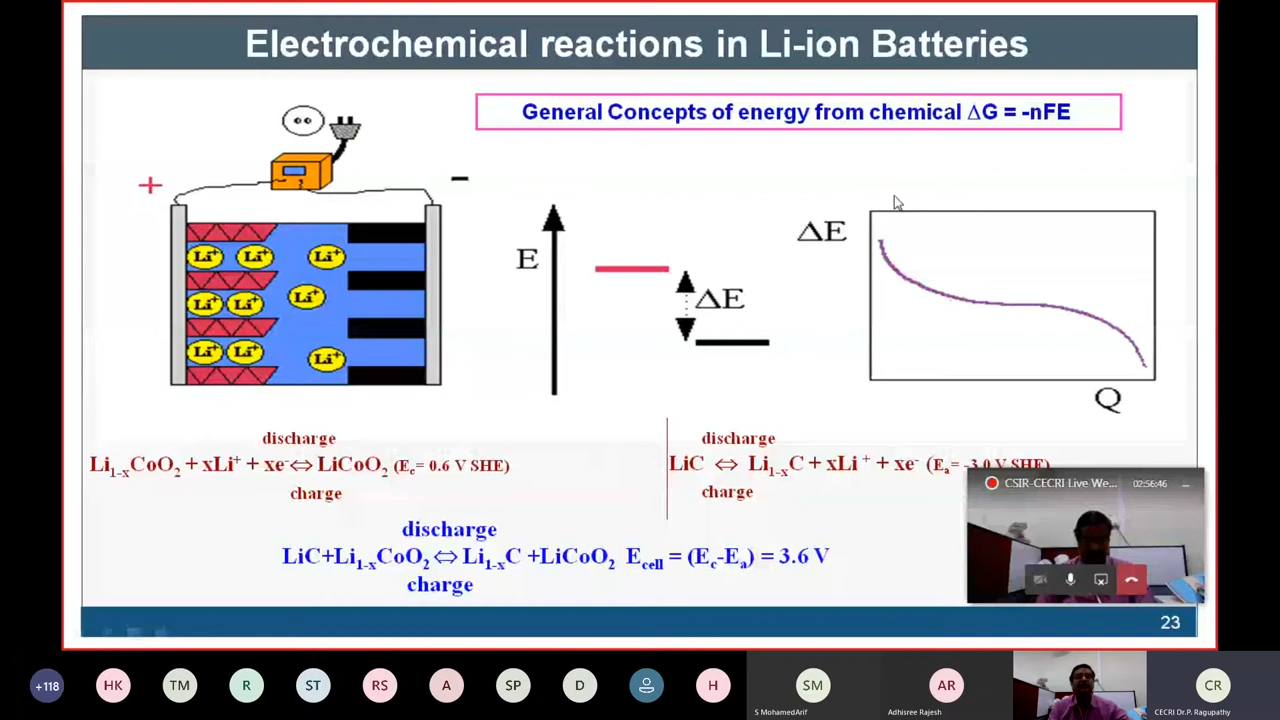 Electrochemical reactions in Li-ion Batteries
General Concepts of energy from chemical ΔG = -nFE
+ -
Li⁺ Li⁺ Li⁺
Li⁺ Li⁺ Li⁺
Li⁺ Li⁺ Li⁺
E
ΔE
ΔE
Q
discharge
Li₁₋ₓCoO₂ + xLi⁺ + xe⁻ ⇔ LiCoO₂ (E꜀= 0.6 V SHE)
charge
discharge
LiC ⇔ Li₁₋ₓC + xLi⁺ + xe⁻ (Eₐ= -3.0 V SHE)
charge
discharge
LiC+Li₁₋ₓCoO₂ ⇔ Li₁₋ₓC +LiCoO₂ E_cell = (E_c-E_a) = 3.6 V
charge
CSIR-CECRI Live We... 02:56:46
23
+118 HK TM R ST RS A SP D H SM AR CR
S MohamedArif
Adhisree Rajesh
CECRI Dr.P. Ragupathy